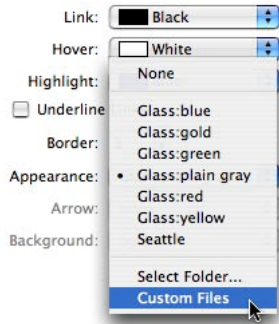 Link: Black
Hover: White
Highlight:
None
Underline
Glass:blue
Glass:gold
Border:
Glass:green
Appearance: • Glass:plain gray
Glass:red
Arrow:
Glass:yellow
Background: Seattle
Select Folder...
Custom Files